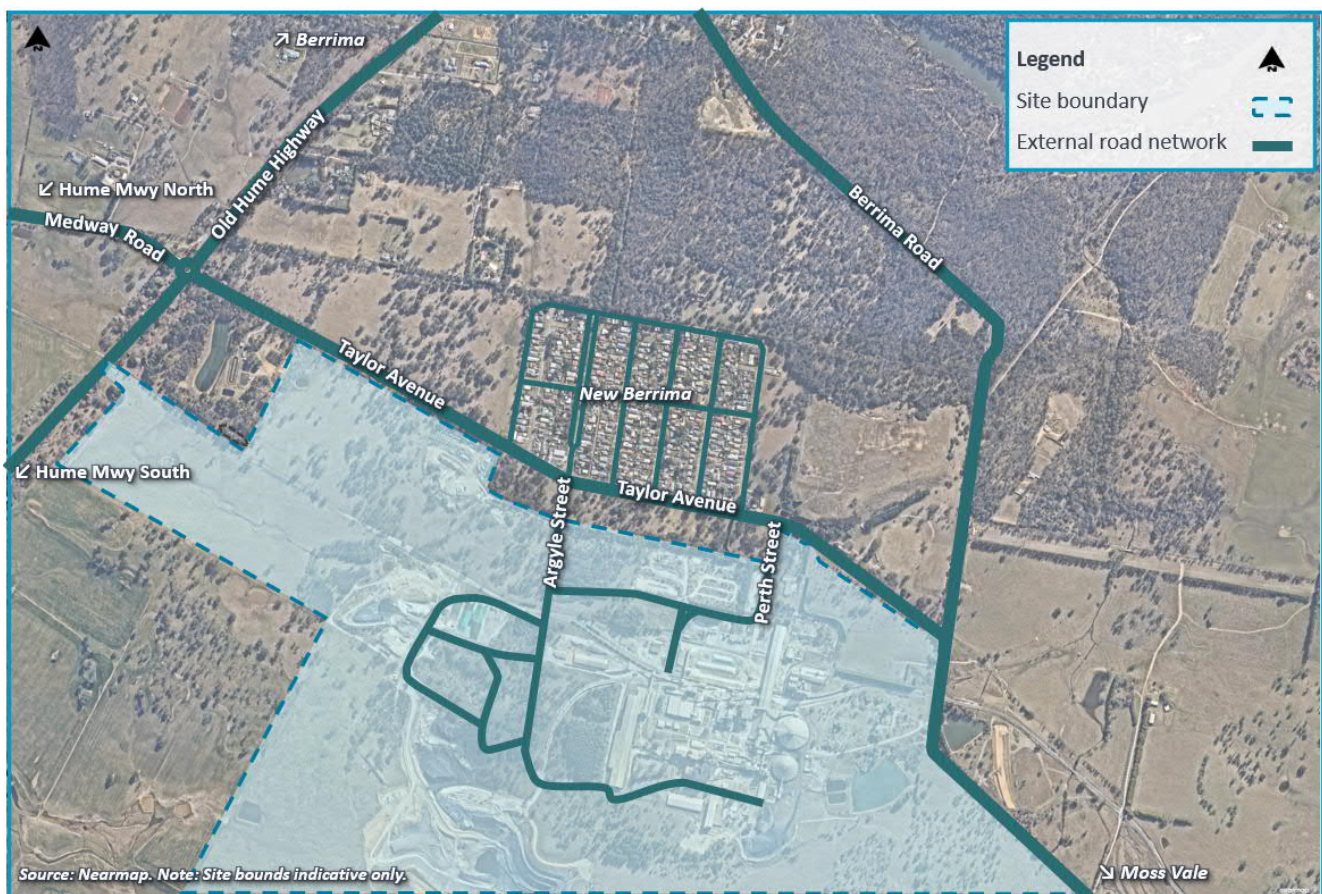 ↗ Berrima
Legend
Site boundary
External road network
↙ Hume Mwy North
Old Hume Highway
Medway Road
Berrima Road
Taylor Avenue
New Berrima
↙ Hume Mwy South
Taylor Avenue
Argyle Street
Perth Street
Source: Nearmap. Note: Site bounds indicative only.
↘ Moss Vale